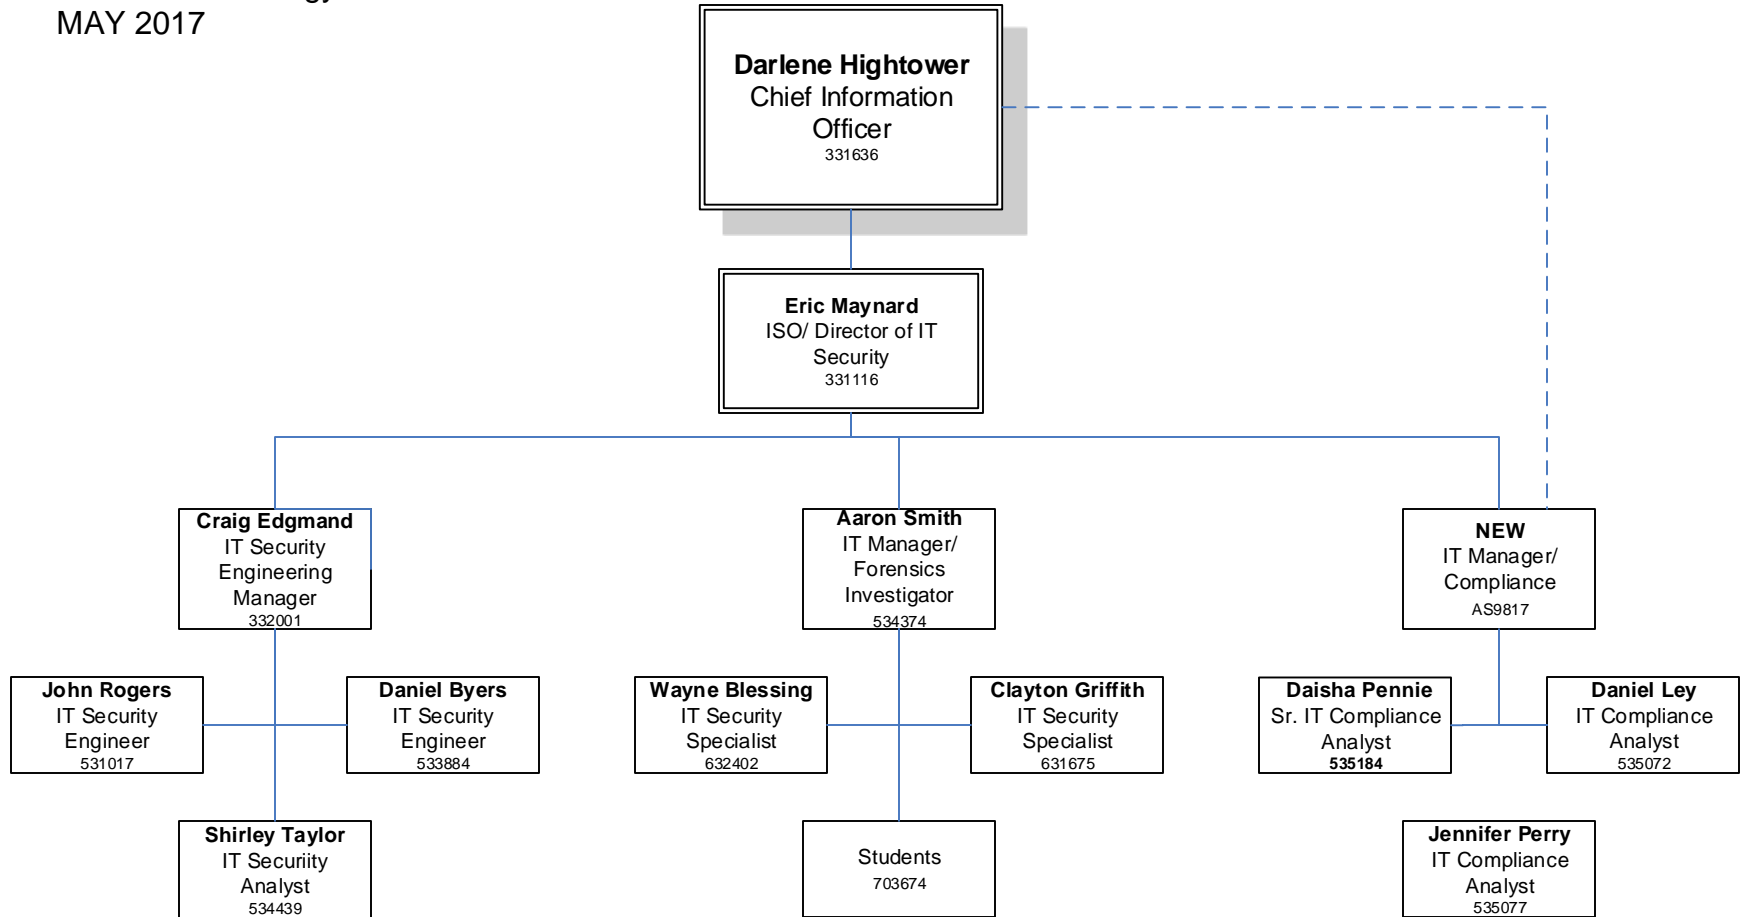 MAY 2017
Darlene Hightower
Chief Information
Officer
331636
Eric Maynard
ISO/ Director of IT
Security
331116
Craig Edgmand
IT Security
Engineering
Manager
332001
Aaron Smith
IT Manager/
Forensics
Investigator
534374
NEW
IT Manager/
Compliance
AS9817
John Rogers
IT Security
Engineer
531017
Daniel Byers
IT Security
Engineer
533884
Wayne Blessing
IT Security
Specialist
632402
Clayton Griffith
IT Security
Specialist
631675
Daisha Pennie
Sr. IT Compliance
Analyst
535184
Daniel Ley
IT Compliance
Analyst
535072
Shirley Taylor
IT Securiity
Analyst
534439
Students
703674
Jennifer Perry
IT Compliance
Analyst
535077